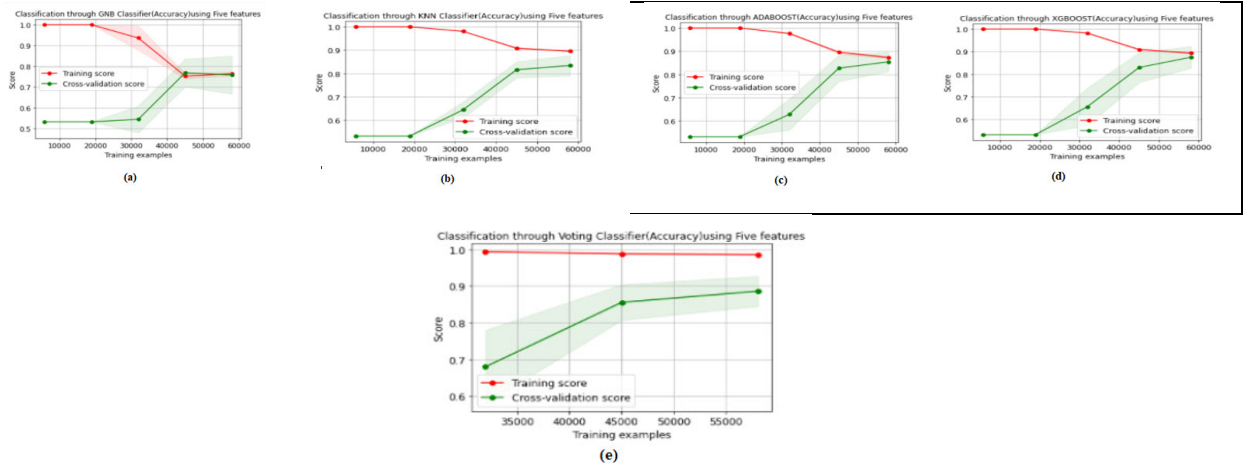 Classification through GNB Classifier(Accuracy)using Five features
1.0
0.9
0.8
0.7
0.6
0.5
Score
Training score
Cross-validation score
10000 20000 30000 40000 50000 60000
Training examples
(a)
Classification through KNN Classifier(Accuracy)using Five features
1.0
0.9
0.8
0.7
0.6
Score
Training score
Cross-validation score
10000 20000 30000 40000 50000 60000
Training examples
(b)
Classification through ADABOOST(Accuracy)using Five features
1.0
0.9
0.8
0.7
0.6
Score
Training score
Cross-validation score
10000 20000 30000 40000 50000 60000
Training examples
(c)
Classification through XGBOOST(Accuracy)using Five features
1.0
0.9
0.8
0.7
0.6
Score
Training score
Cross-validation score
10000 20000 30000 40000 50000 60000
Training examples
(d)
Classification through Voting Classifier(Accuracy)using Five features
1.0
0.9
0.8
0.7
0.6
Score
Training score
Cross-validation score
35000 40000 45000 50000 55000
Training examples
(e)